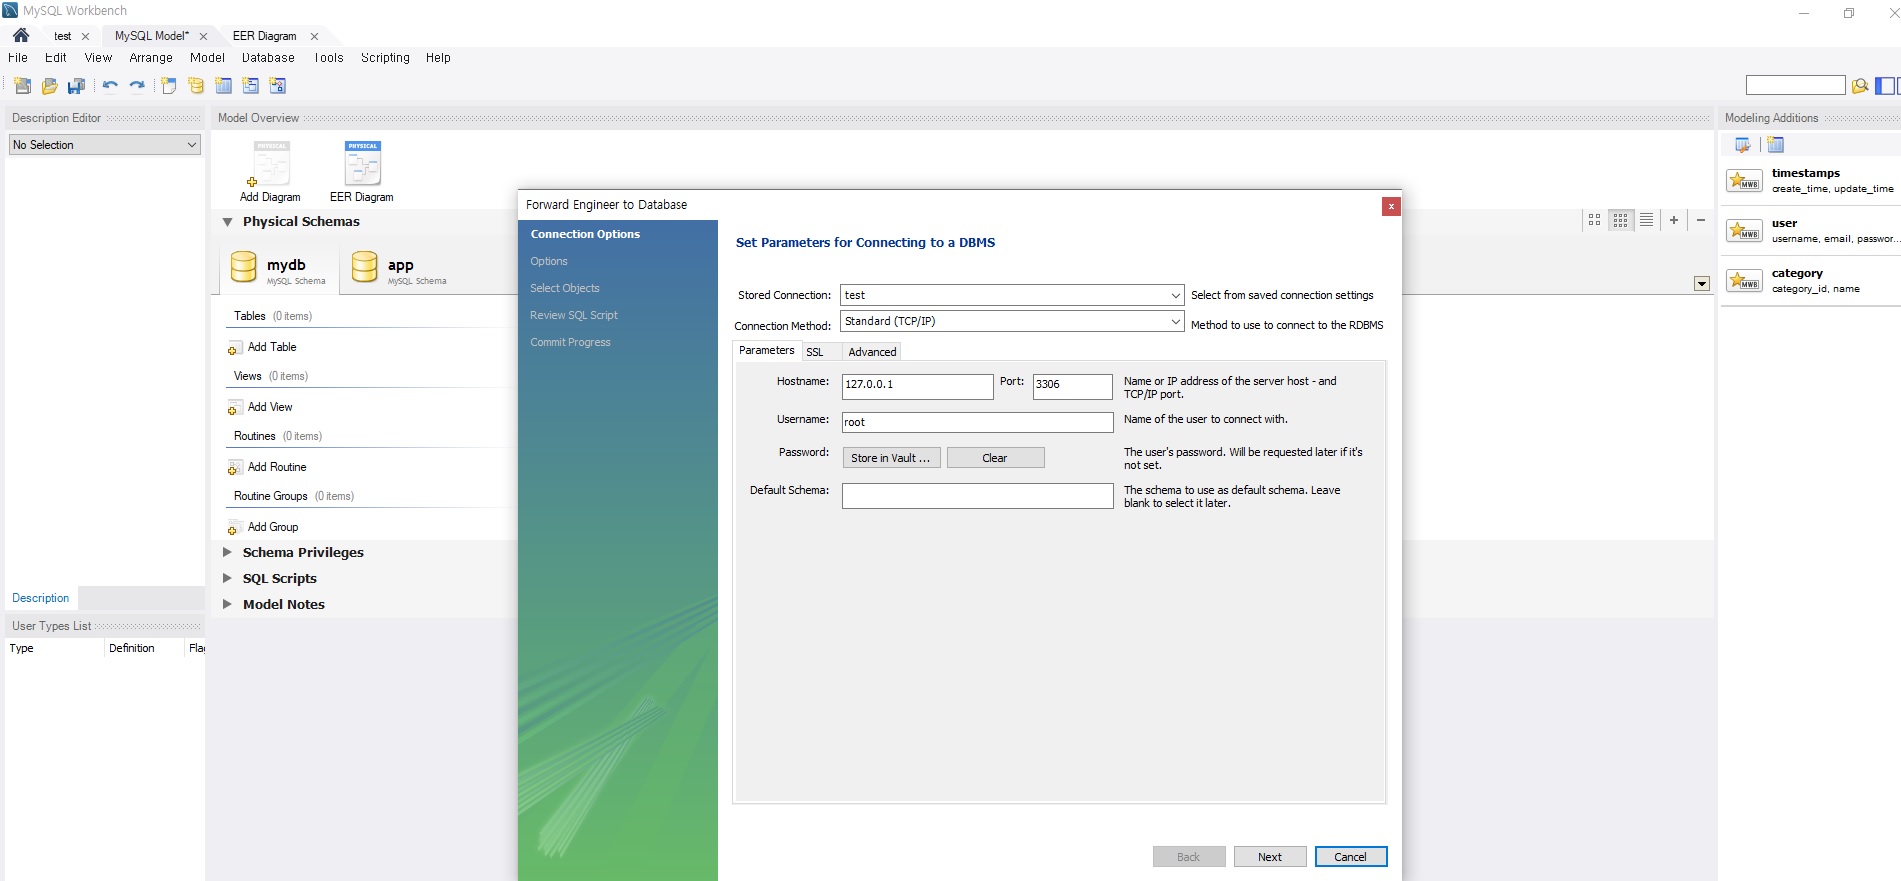 MySQL Workbench
test
MySQL Model*
EER Diagram
File Edit View Arrange Model Database Tools Scripting Help
Description Editor
No Selection
Description
User Types List
Type Definition
Model Overview
PHYSICAL
Add Diagram
PHYSICAL
EER Diagram
Physical Schemas
mydb
MySQL Schema
app
MySQL Schema
Tables (0 items)
Add Table
Views (0 items)
Add View
Routines (0 items)
Add Routine
Routine Groups (0 items)
Add Group
Schema Privileges
SQL Scripts
Model Notes
Forward Engineer to Database
x
Connection Options
Options
Select Objects
Review SQL Script
Commit Progress
Set Parameters for Connecting to a DBMS
Stored Connection: test Select from saved connection settings
Connection Method: Standard (TCP/IP) Method to use to connect to the RDBMS
Parameters SSL Advanced
Hostname: 127.0.0.1 Port: 3306 Name or IP address of the server host - and
TCP/IP port.
Username: root Name of the user to connect with.
Password: Store in Vault ... Clear The user's password. Will be requested later if it's
not set.
Default Schema: The schema to use as default schema. Leave
blank to select it later.
Back Next Cancel
Modeling Additions
MWB
timestamps
create_time, update_time
MWB
user
username, email, passwor...
MWB
category
category_id, name